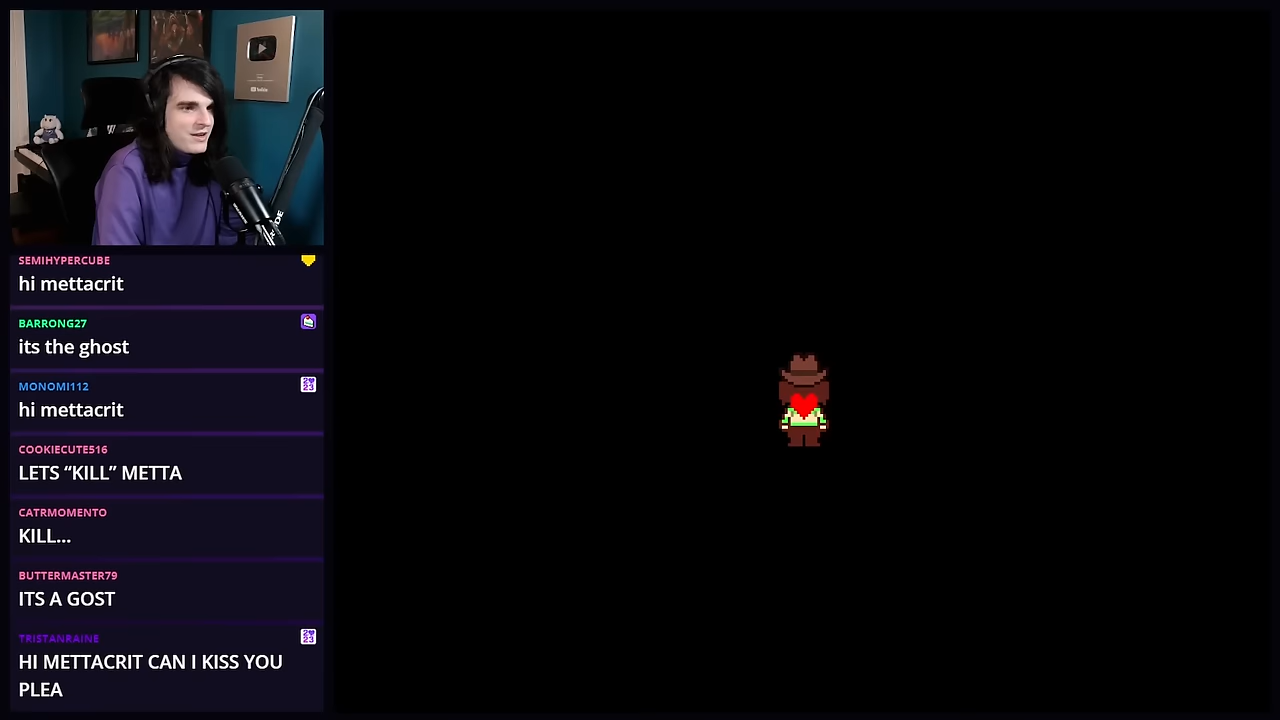 SEMIHYPERCUBE
hi mettacrit
BARRONG27
its the ghost
MONOMI112
hi mettacrit
COOKIECUTE516
LETS “KILL” METTA
CATRMOMENTO
KILL...
BUTTERMASTER79
ITS A GOST
TRISTANRAINE
HI METTACRIT CAN I KISS YOU
PLEA